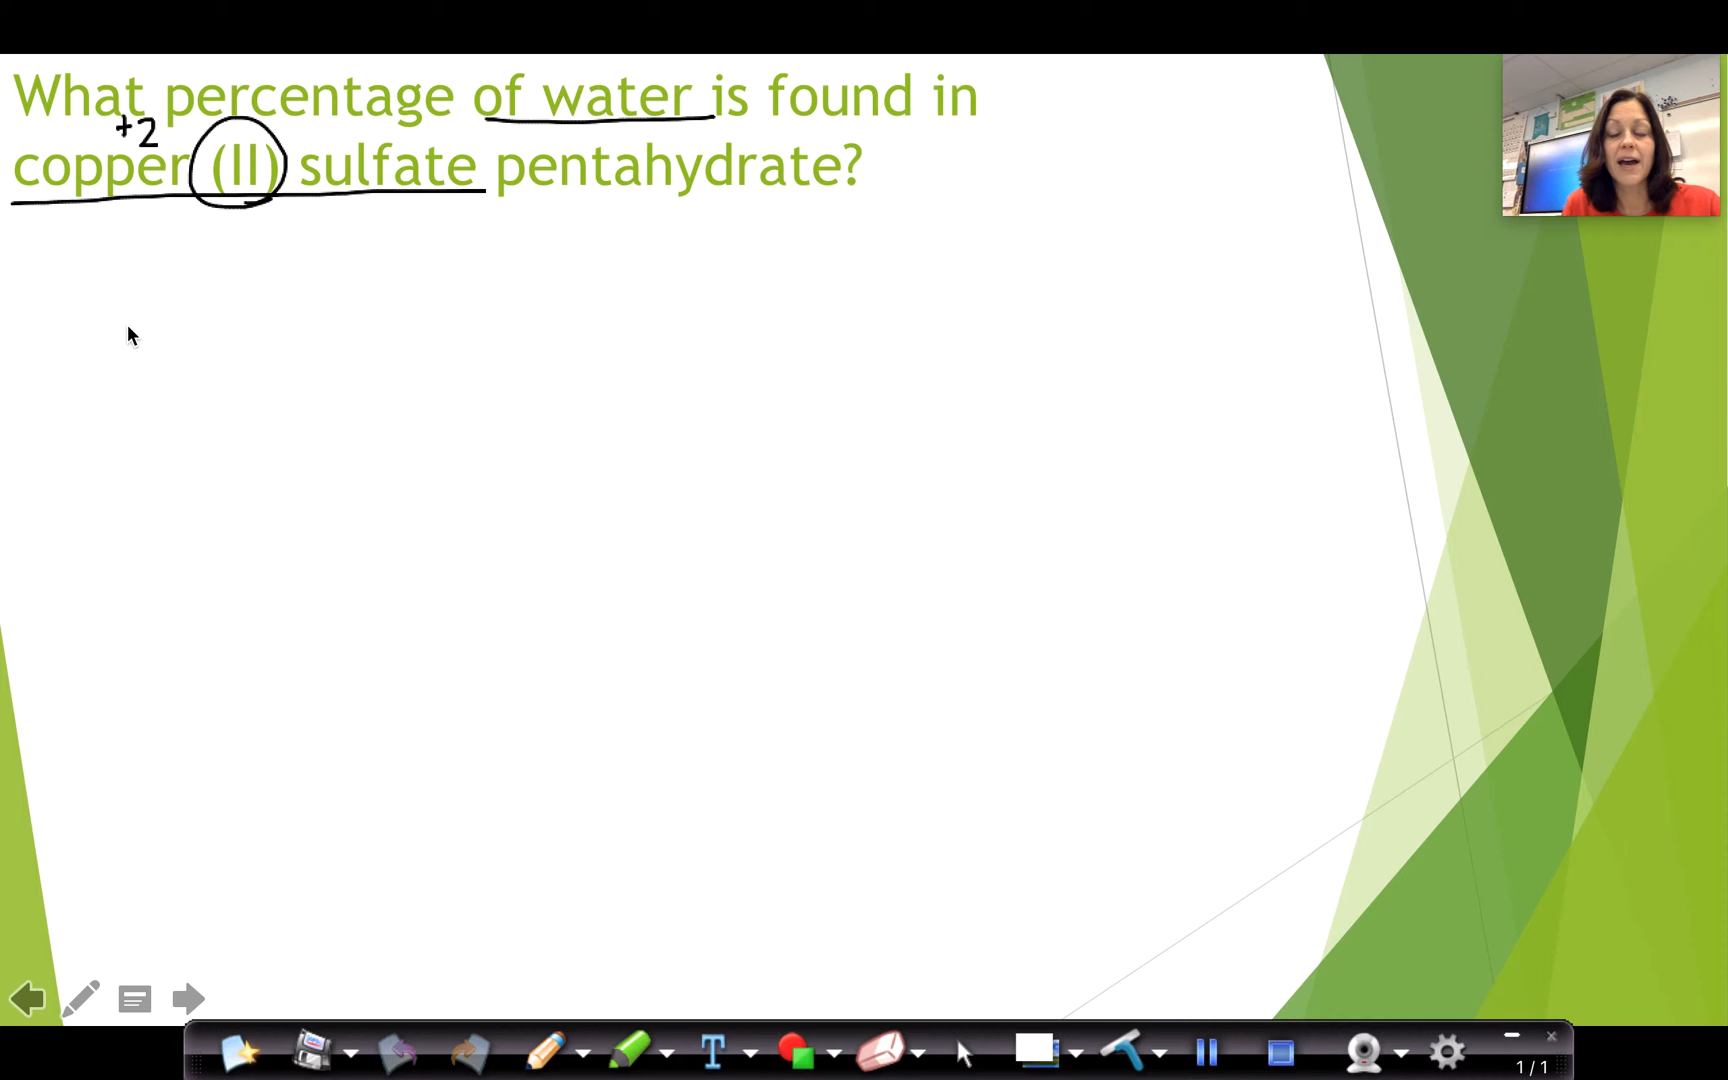 What percentage of water is found in
+2
copper (II) sulfate pentahydrate?
T
1 / 1